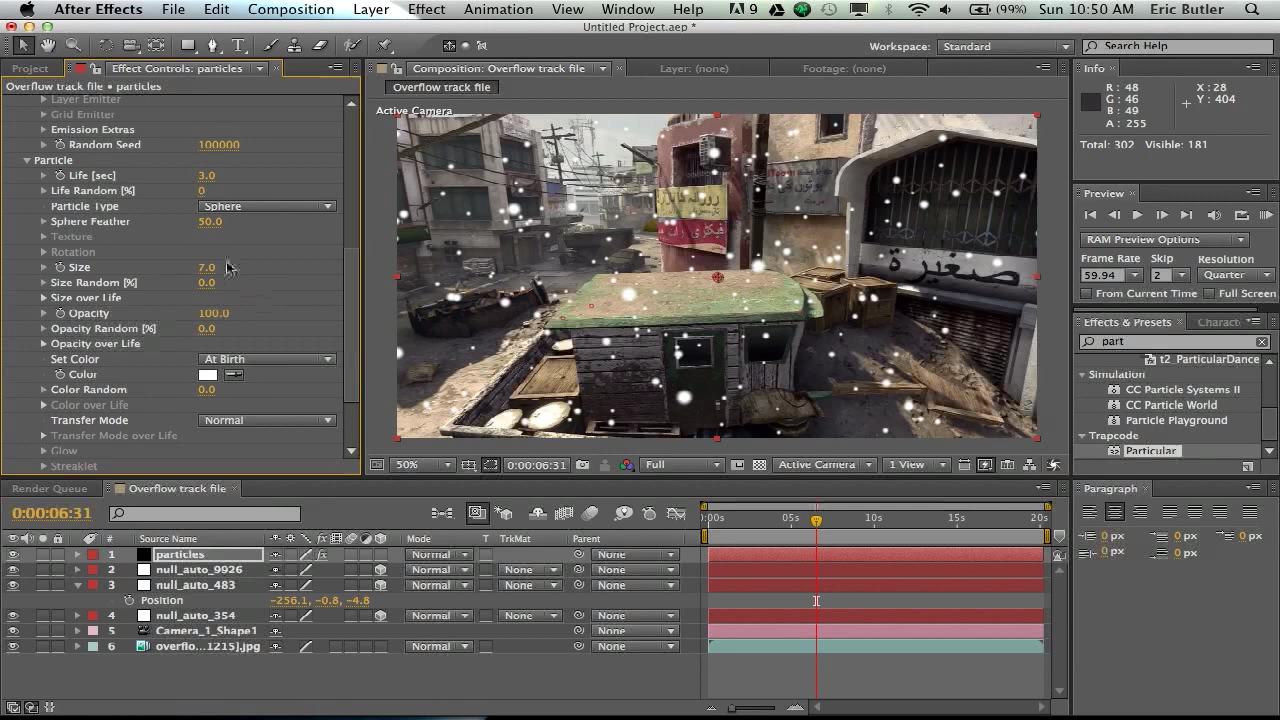 After Effects File Edit Composition Layer Effect Animation View Window Help 9 (99%) Sun 10:50 AM Eric Butler
Untitled Project.aep *
Workspace: Standard Search Help
Project Effect Controls: particles Composition: Overflow track file Layer: (none) Footage: (none) Info
Overflow track file • particles
Overflow track file
Active Camera
Layer Emitter
Grid Emitter
Emission Extras
Random Seed 100000
Particle
Life [sec] 3.0
Life Random [%] 0
Particle Type Sphere
Sphere Feather 50.0
Texture
Rotation
Size 7.0
Size Random [%] 0.0
Size over Life
Opacity 100.0
Opacity Random [%] 0.0
Opacity over Life
Set Color At Birth
Color
Color Random 0.0
Color over Life
Transfer Mode Normal
Transfer Mode over Life
Glow
Streaklet
صغيرة
50% 0:00:06:31 Full Active Camera 1 View
R: 48 X: 28
G: 46 Y: 404
B: 49
A: 255
Total: 302 Visible: 181
Preview
RAM Preview Options
Frame Rate Skip Resolution
59.94 2 Quarter
From Current Time Full Screen
Effects & Presets Charact
part
t2_ParticularDance
Simulation
CC Particle Systems II
CC Particle World
Particle Playground
Trapcode
Particular
Render Queue Overflow track file
0:00:06:31
# Source Name Mode T TrkMat Parent
):00s 05s 10s 15s 20s
1 particles Normal None
2 null_auto_9926 Normal None None
3 null_auto_483 Normal None None
Position -256.1, -0.8, -4.8
4 null_auto_354 Normal None None
5 Camera_1_Shape1 None
6 overflo...1215].jpg Normal None None
Paragraph
0 px 0 px 0 px
0 px 0 px